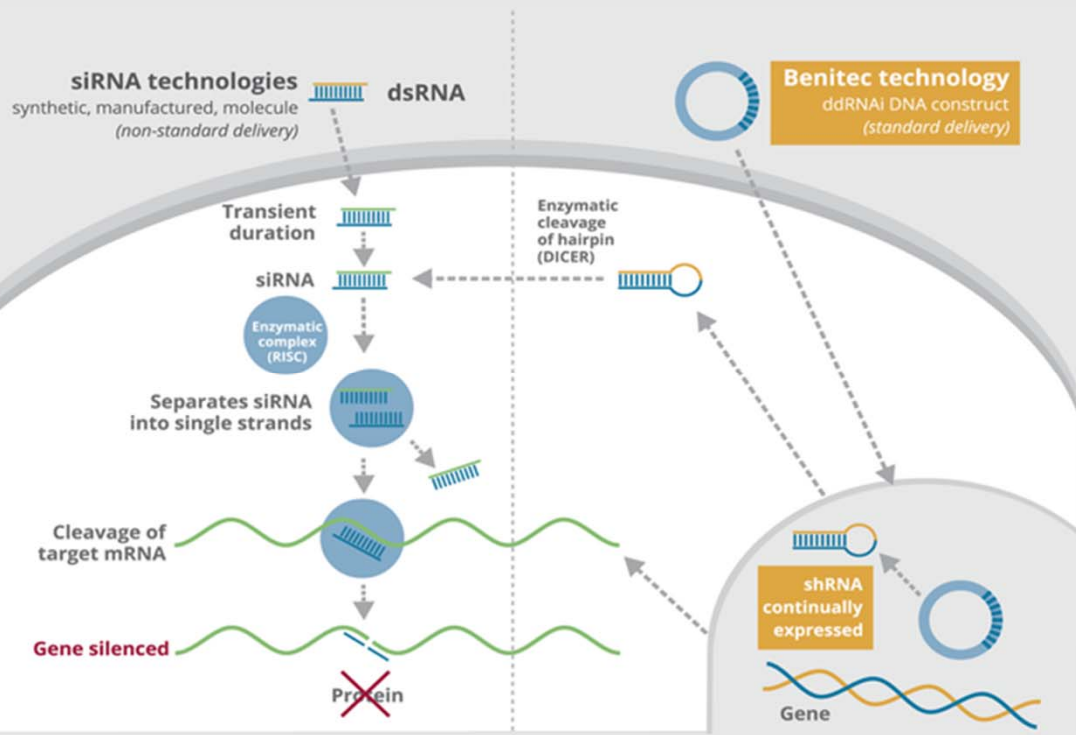 siRNA technologies
synthetic, manufactured, molecule
(non-standard delivery)
dsRNA
Benitec technology
ddRNAi DNA construct
(standard delivery)
Transient
duration
siRNA
Enzymatic
cleavage
of hairpin
(DICER)
Enzymatic
complex
(RISC)
Separates siRNA
into single strands
Cleavage of
target mRNA
Gene silenced
Protein
shRNA
continually
expressed
Gene